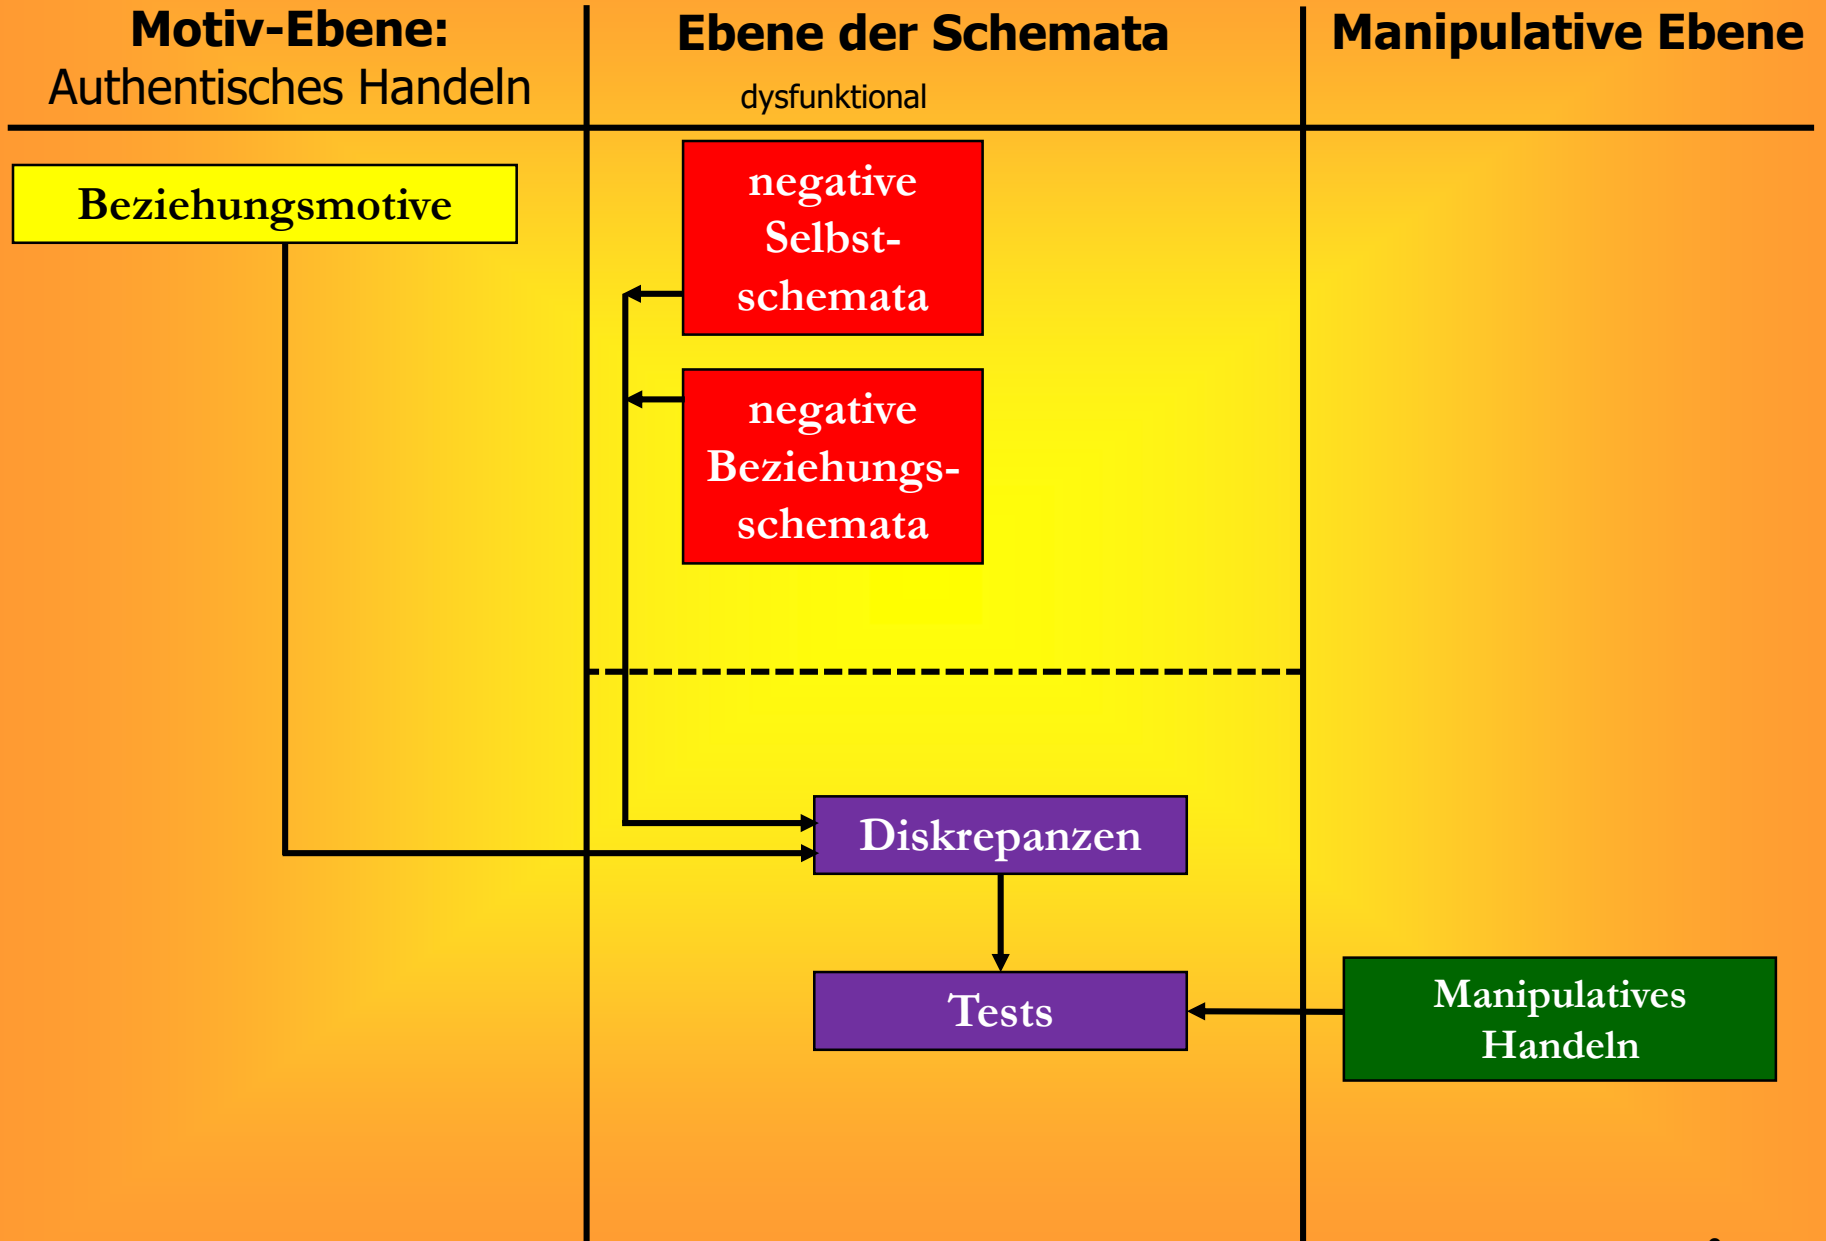 Motiv-Ebene:
Authentisches Handeln
Ebene der Schemata
dysfunktional
Manipulative Ebene
Beziehungsmotive
negative
Selbst-
schemata
negative
Beziehungs-
schemata
Diskrepanzen
Tests
Manipulatives
Handeln